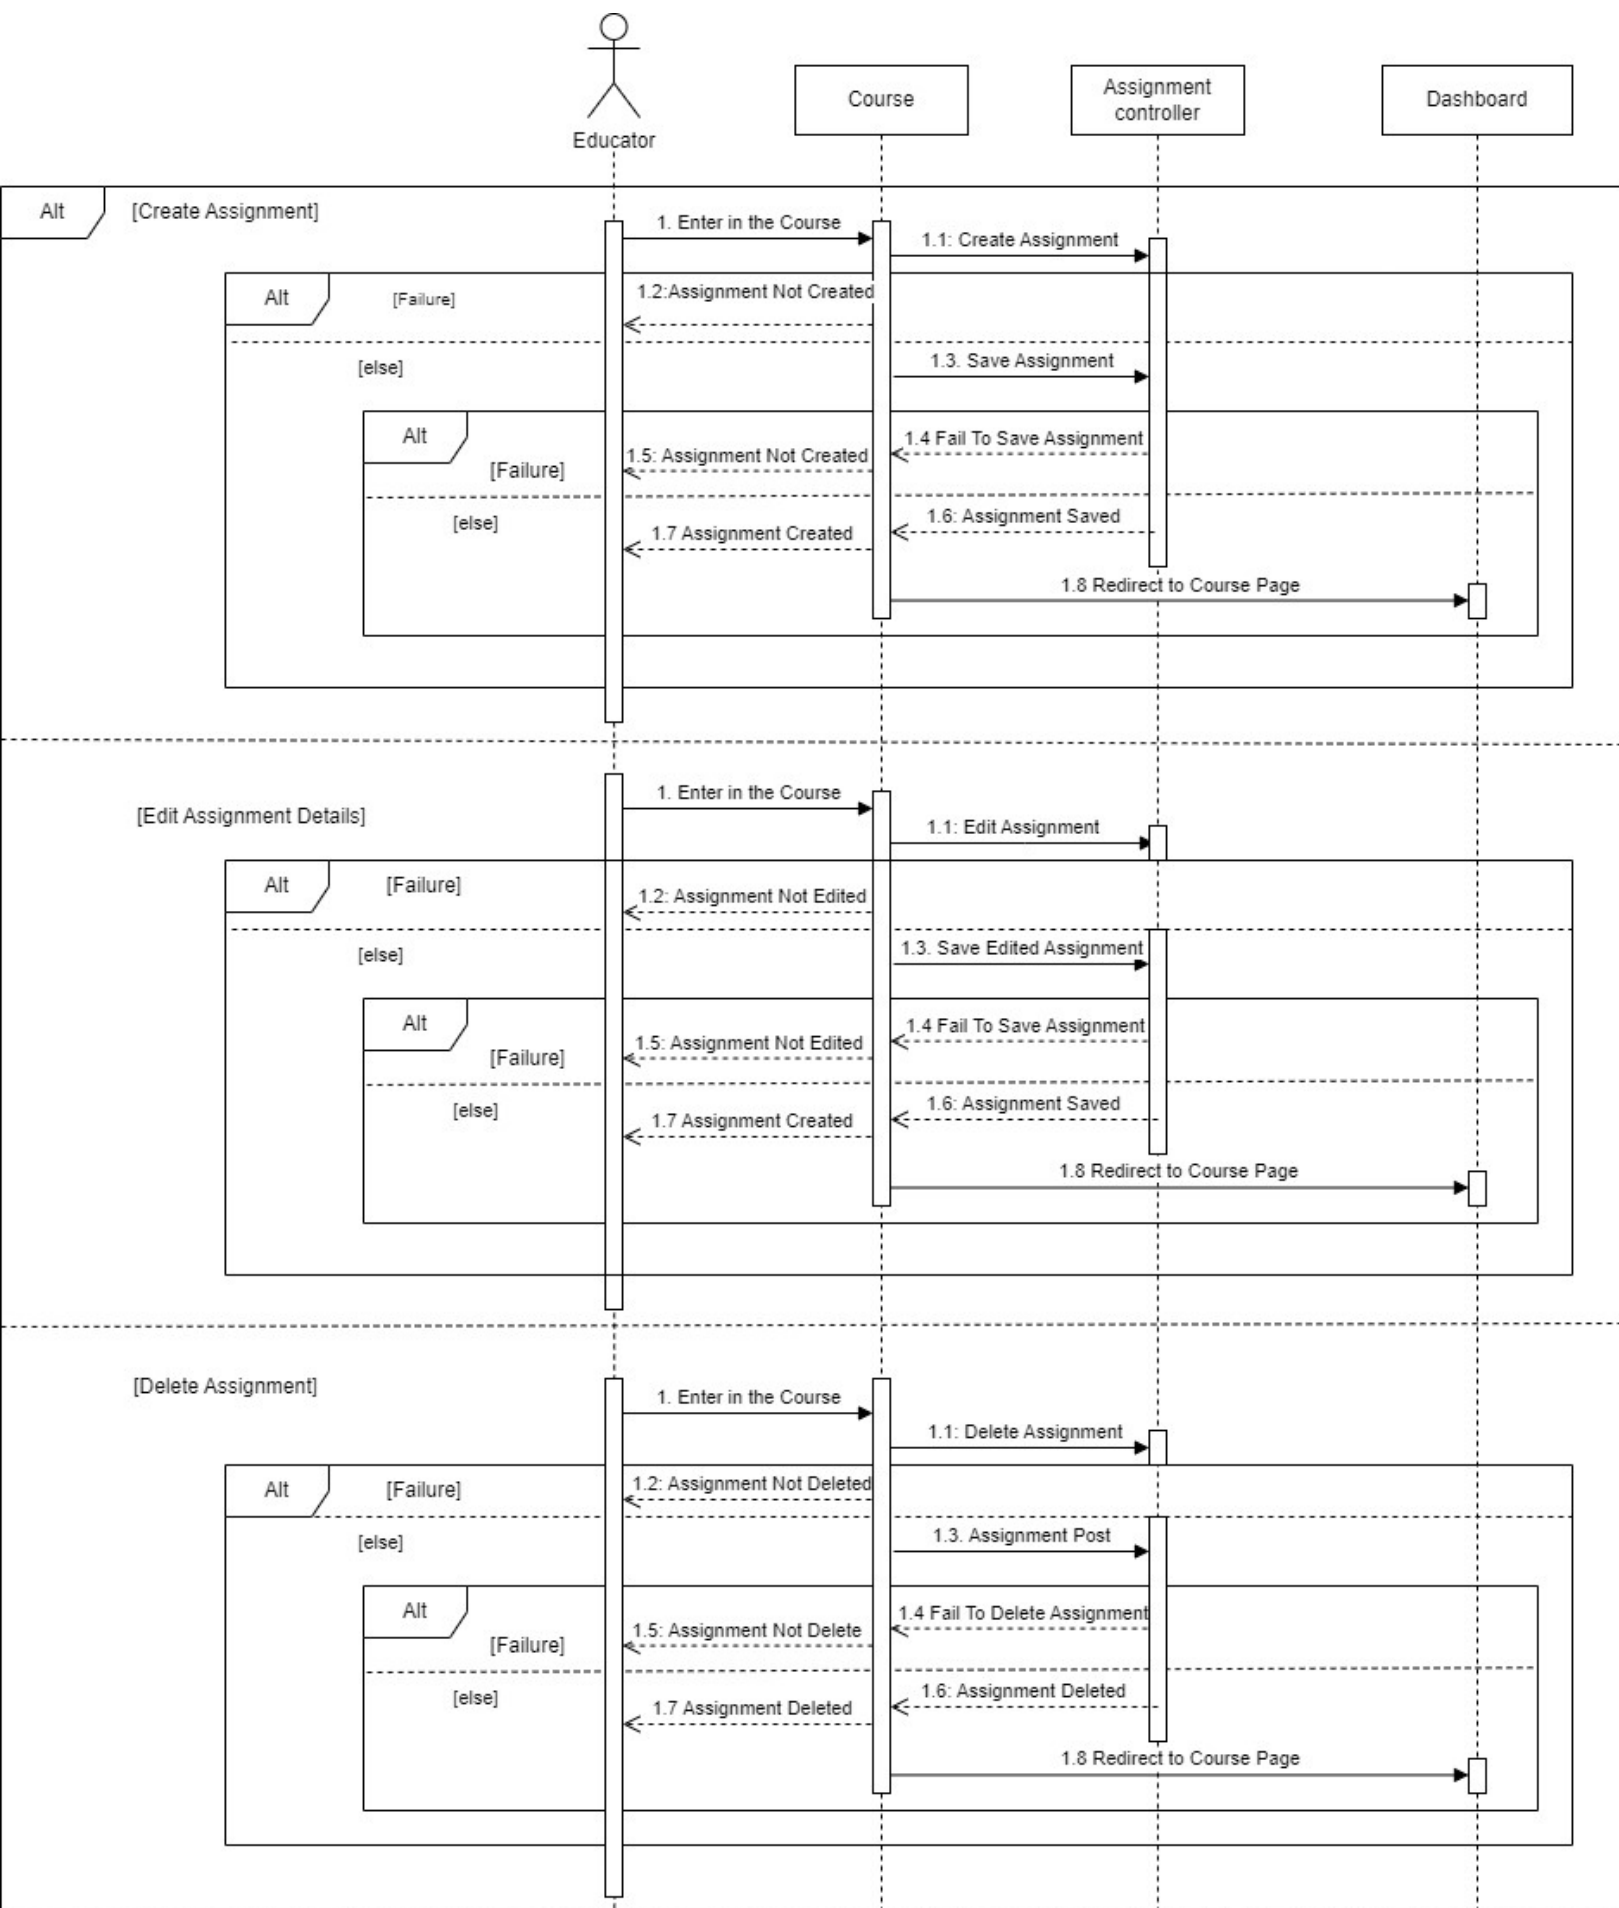 Educator
Course
Assignment
controller
Dashboard
Alt
[Create Assignment]
1. Enter in the Course
1.1: Create Assignment
Alt
[Failure]
1.2:Assignment Not Created
[else]
1.3. Save Assignment
Alt
[Failure]
1.4 Fail To Save Assignment
1.5: Assignment Not Created
[else]
1.6: Assignment Saved
1.7 Assignment Created
1.8 Redirect to Course Page
[Edit Assignment Details]
1. Enter in the Course
1.1: Edit Assignment
Alt
[Failure]
1.2: Assignment Not Edited
[else]
1.3. Save Edited Assignment
Alt
[Failure]
1.4 Fail To Save Assignment
1.5: Assignment Not Edited
[else]
1.6: Assignment Saved
1.7 Assignment Created
1.8 Redirect to Course Page
[Delete Assignment]
1. Enter in the Course
1.1: Delete Assignment
Alt
[Failure]
1.2: Assignment Not Deleted
[else]
1.3. Assignment Post
Alt
[Failure]
1.4 Fail To Delete Assignment
1.5: Assignment Not Delete
[else]
1.6: Assignment Deleted
1.7 Assignment Deleted
1.8 Redirect to Course Page